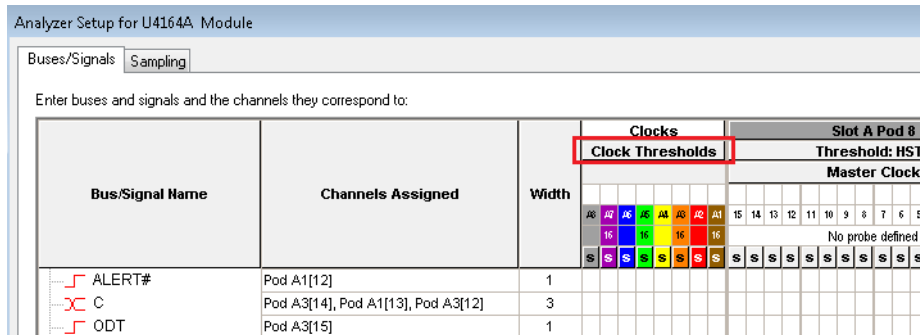 Analyzer Setup for U4164A Module
Buses/Signals Sampling
Enter buses and signals and the channels they correspond to:
Clocks Slot A Pod 8
Clock Thresholds Threshold: HST
Master Clock
Bus/Signal Name Channels Assigned Width
A8 A7 A6 A5 A4 A3 A2 A1 15 14 13 12 11 10 9 8 7 6
16 16 16 16 No probe defined
S S S S S S S S S S S S S S S S S S S
ALERT# Pod A1[12] 1
C Pod A3[14], Pod A1[13], Pod A3[12] 3
ODT Pod A3[15] 1